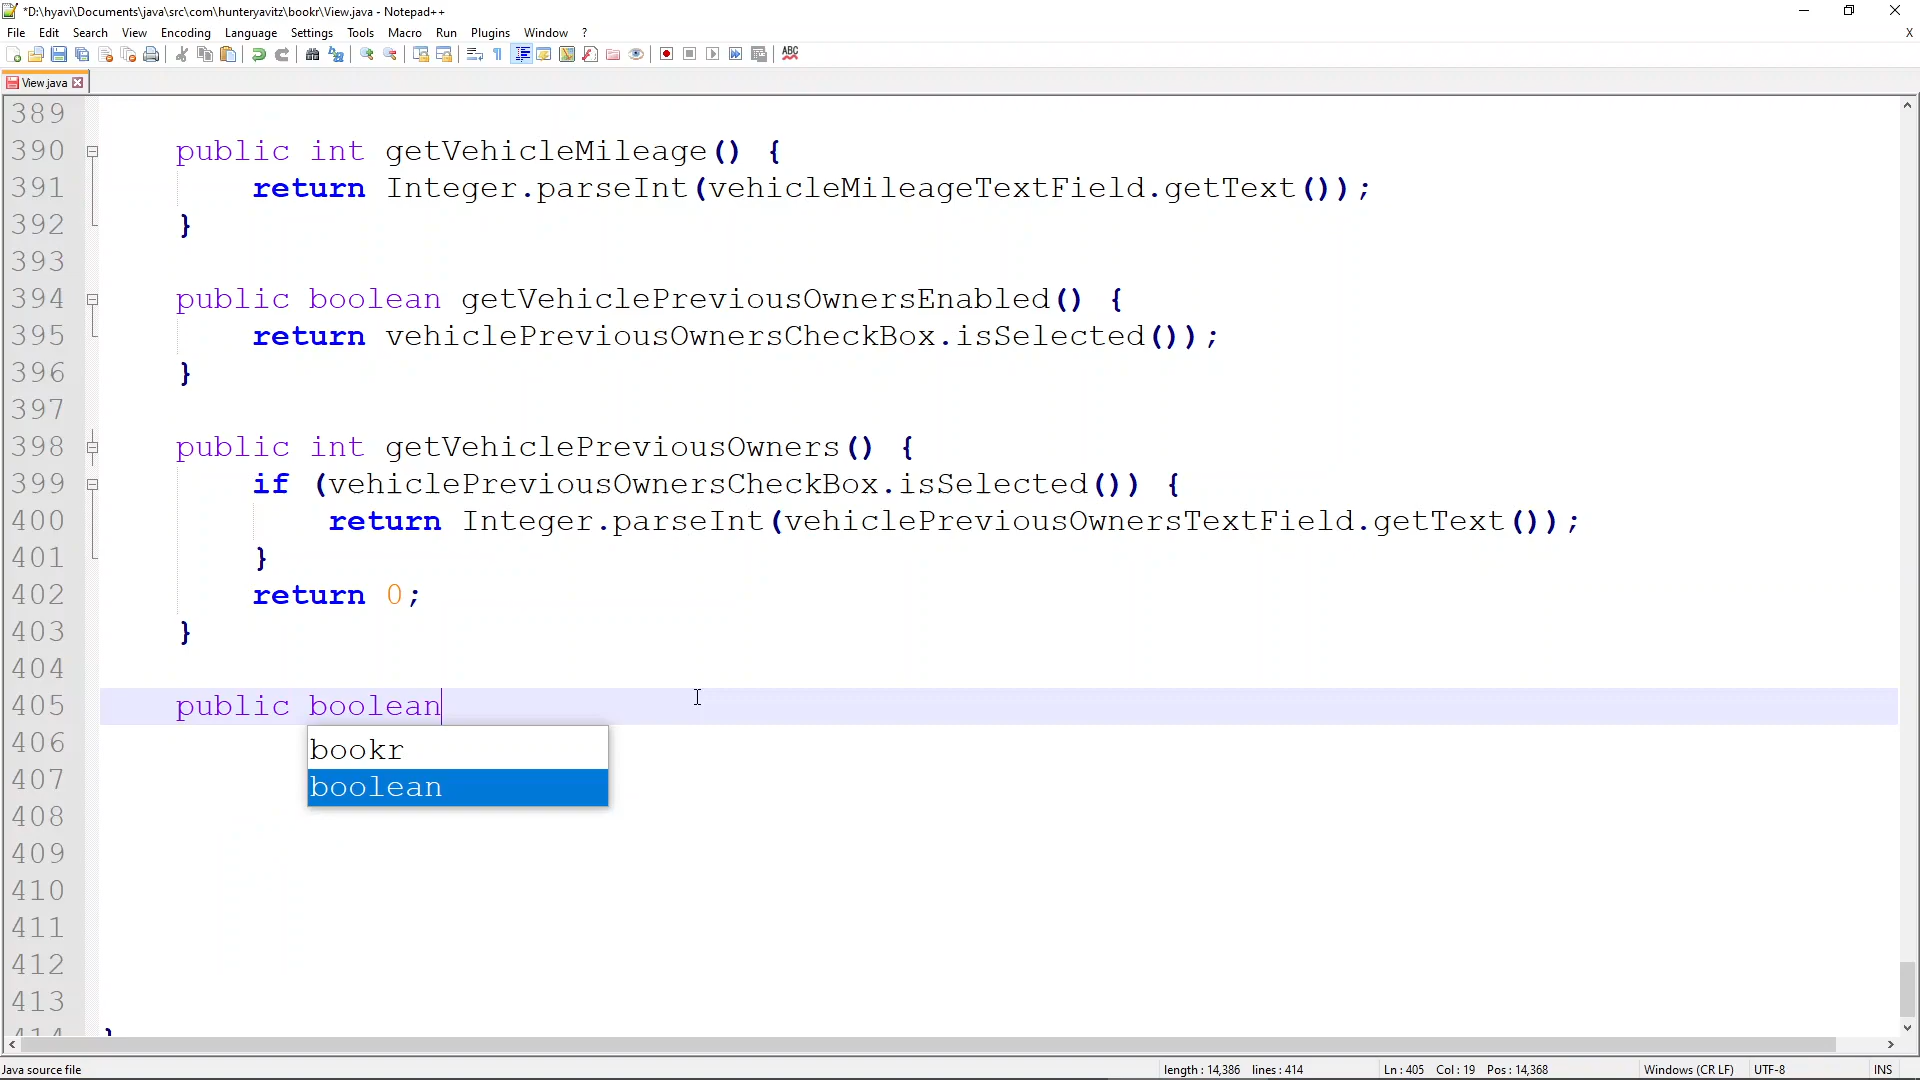 *D:\hyavi\Documents\java\src\com\hunteryavitz\bookr\View.java - Notepad++
File Edit Search View Encoding Language Settings Tools Macro Run Plugins Window ? X
View.java
389
390 public int getVehicleMileage() {
391 return Integer.parseInt(vehicleMileageTextField.getText());
392 }
393
394 public boolean getVehiclePreviousOwnersEnabled() {
395 return vehiclePreviousOwnersCheckBox.isSelected());
396 }
397
398 public int getVehiclePreviousOwners() {
399 if (vehiclePreviousOwnersCheckBox.isSelected()) {
400 return Integer.parseInt(vehiclePreviousOwnersTextField.getText());
401 }
402 return 0;
403 }
404
405 public boolean
406 bookr
407 boolean
408
409
410
411
412
413
414 }
Java source file length : 14,386 lines : 414 Ln : 405 Col : 19 Pos : 14,368 Windows (CR LF) UTF-8 INS